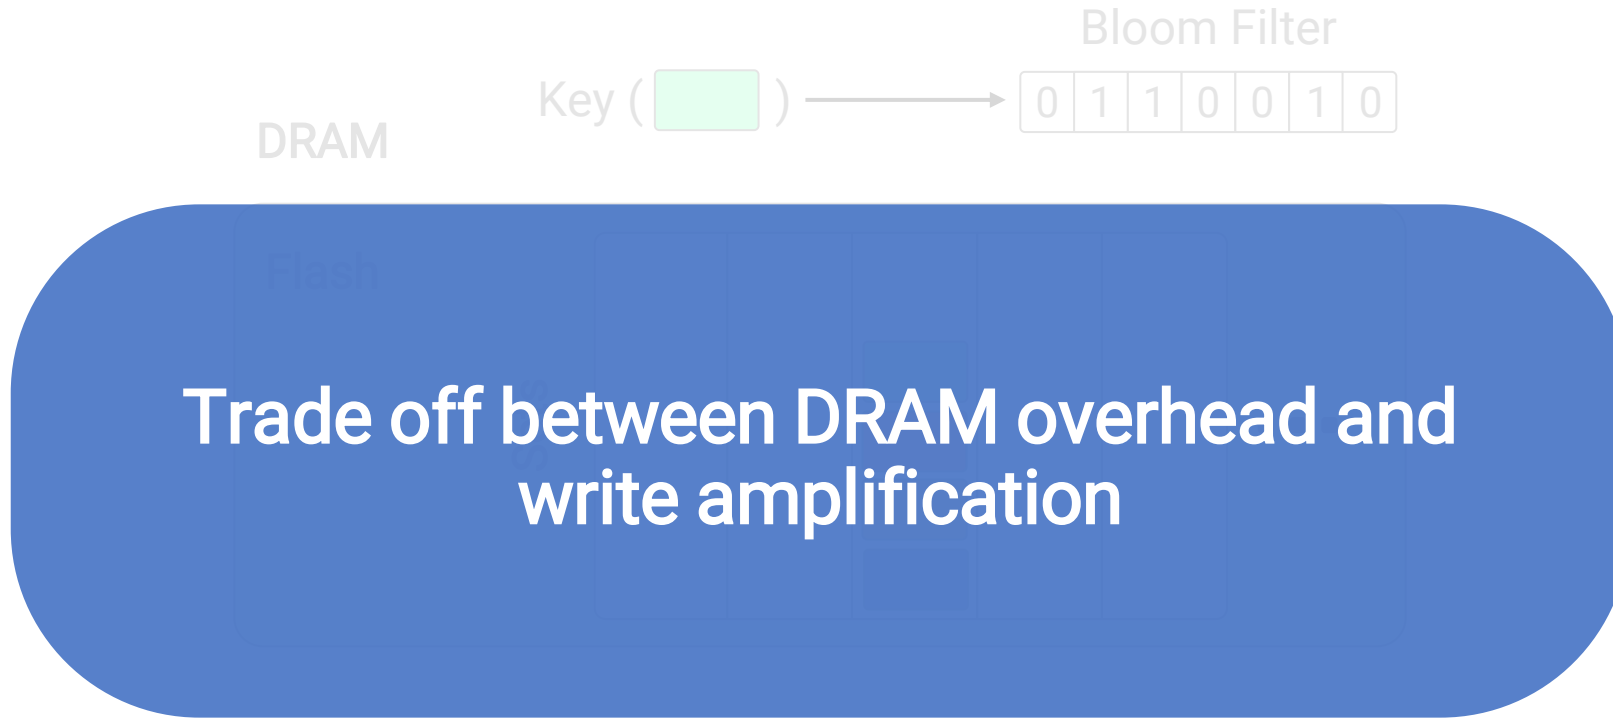 Bloom Filter
Key ( ) 0 1 1 0 0 1 0
DRAM
Flash
Trade off between DRAM overhead and
write amplification